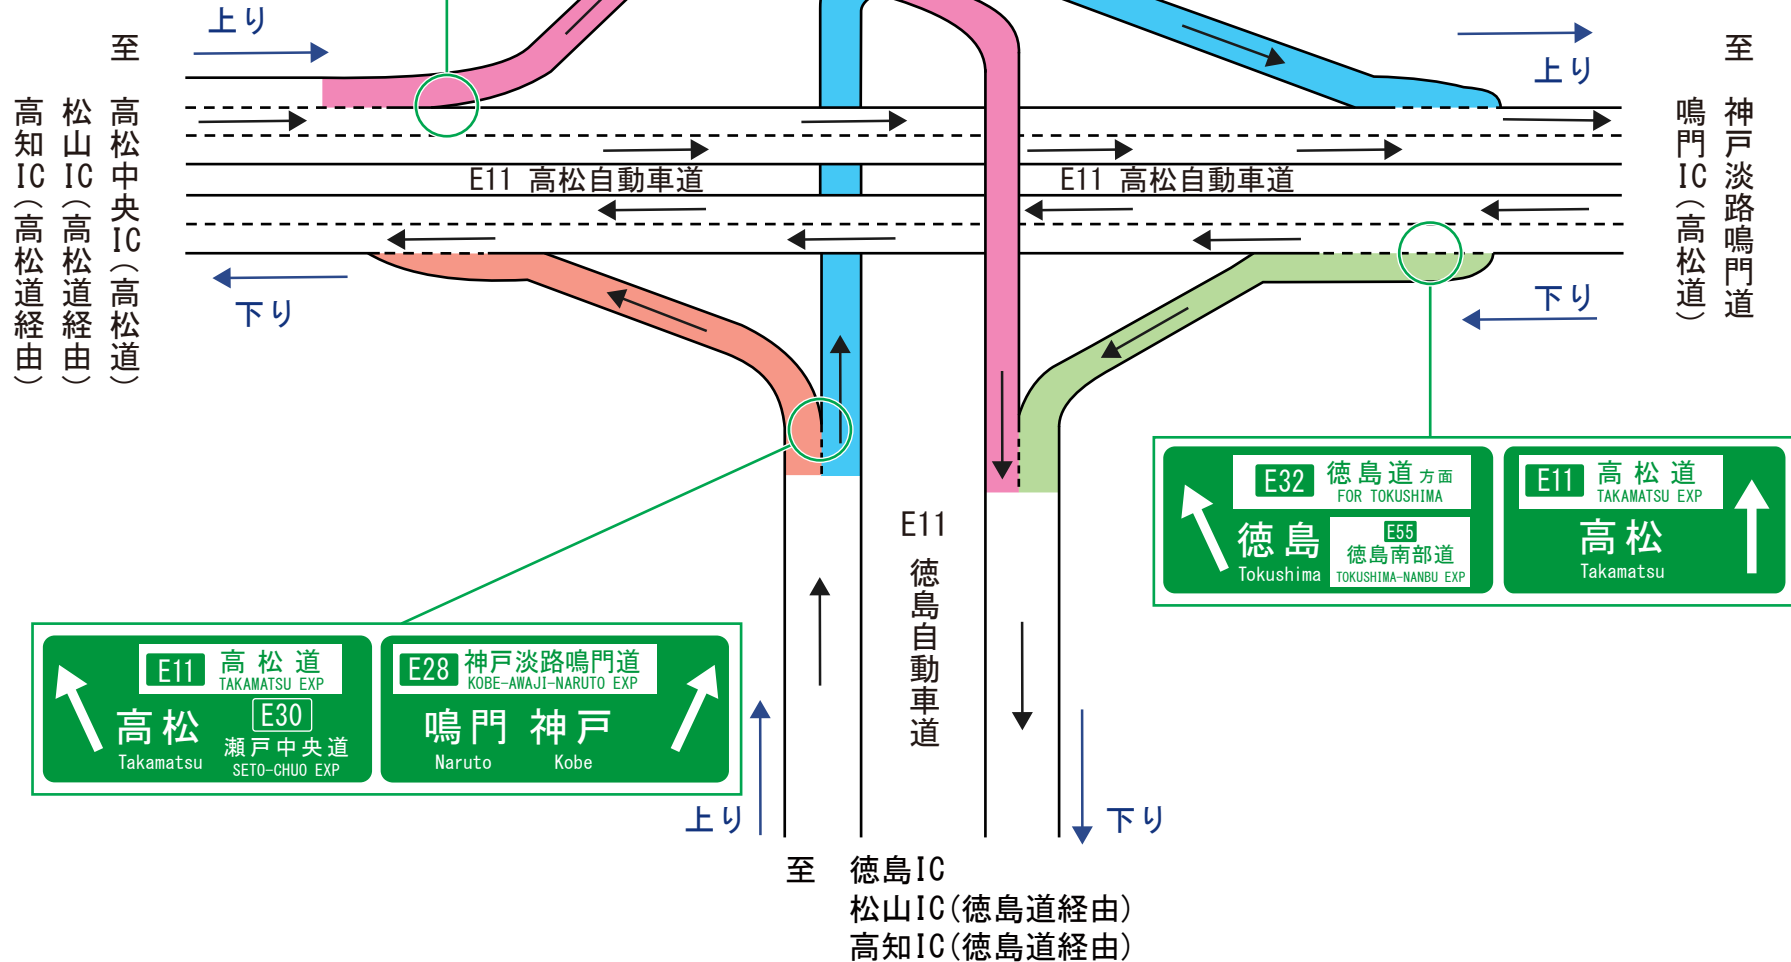 上り
至 高松中央IC(高松道)
松山IC(高松道経由)
高知IC(高松道経由)
上り
至 神戸淡路鳴門道
鳴門IC(高松道)
E11 高松自動車道
E11 高松自動車道
下り
下り
E32 徳島道 方面
FOR TOKUSHIMA
徳島
Tokushima
E55
徳島南部道
TOKUSHIMA-NANBU EXP
E11 高松道
TAKAMATSU EXP
高松
Takamatsu
E11 徳島自動車道
E11 高松道
TAKAMATSU EXP
高松
Takamatsu
E30
瀬戸中央道
SETO-CHUO EXP
E28 神戸淡路鳴門道
KOBE-AWAJI-NARUTO EXP
鳴門 神戸
Naruto Kobe
上り
下り
至 徳島IC
松山IC(徳島道経由)
高知IC(徳島道経由)